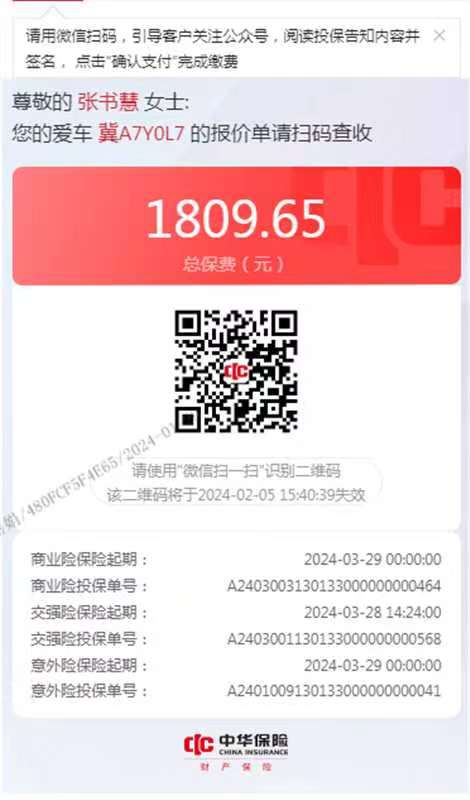 请用微信扫码，引导客户关注公众号，阅读投保告知内容并
签名， 点击"确认支付"完成缴费
尊敬的 张书慧 女士:
您的爱车 冀A7Y0L7 的报价单请扫码查收
1809.65
总保费（元）
请使用"微信扫一扫"识别二维码
该二维码将于2024-02-05 15:40:39失效
/480FCF5F4E65/2024-0
商业险保险起期： 2024-03-29 00:00:00
商业险投保单号： A24030031301330000000000464
交强险保险起期： 2024-03-28 14:24:00
交强险投保单号： A24030011301330000000000568
意外险保险起期： 2024-03-29 00:00:00
意外险投保单号： A24010091301330000000000041
中华保险
CHINA INSURANCE
财产保险